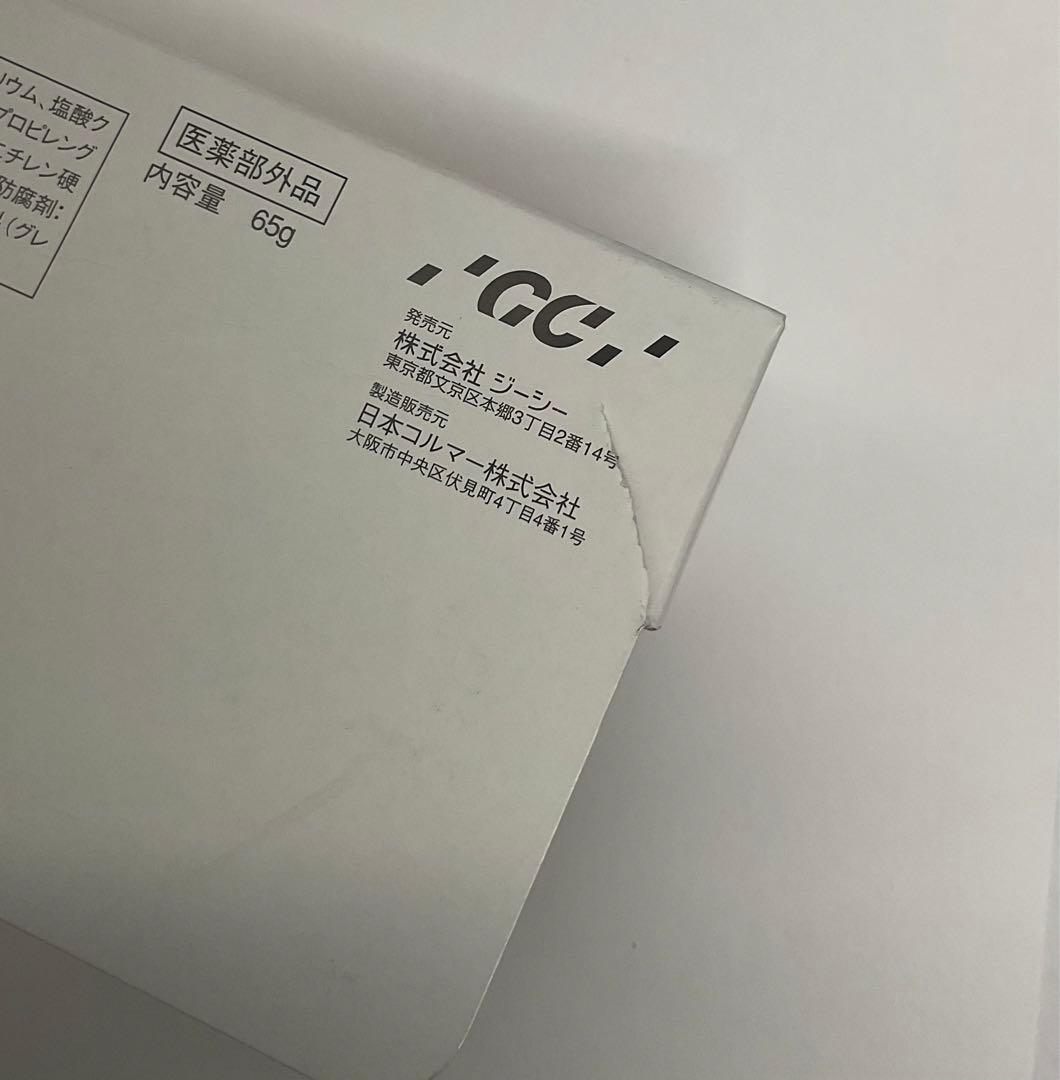 リウム、塩酸ク
プロピレング
エチレン硬
防腐剤:
(グレ
医薬部外品
内容量 65g
GC
発売元
株式会社 ジーシー
東京都文京区本郷3丁目2番14号
製造販売元
日本コルマー株式会社
大阪市中央区伏見町4丁目4番1号